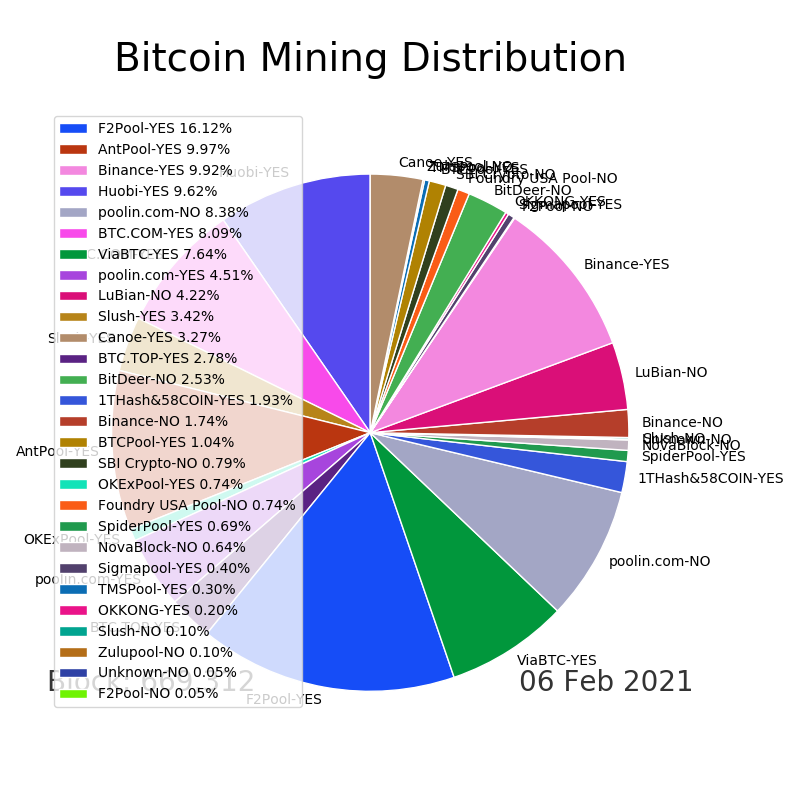 Bitcoin Mining Distribution
F2Pool-YES 16.12%
AntPool-YES 9.97%
Binance-YES 9.92%
Huobi-YES 9.62%
poolin.com-NO 8.38%
BTC.COM-YES 8.09%
ViaBTC-YES 7.64%
poolin.com-YES 4.51%
LuBian-NO 4.22%
Slush-YES 3.42%
Canoe-YES 3.27%
BTC.TOP-YES 2.78%
BitDeer-NO 2.53%
1THash&58COIN-YES 1.93%
Binance-NO 1.74%
BTCPool-YES 1.04%
SBI Crypto-NO 0.79%
OKExPool-YES 0.74%
Foundry USA Pool-NO 0.74%
SpiderPool-YES 0.69%
NovaBlock-NO 0.64%
Sigmapool-YES 0.40%
TMSPool-YES 0.30%
OKKONG-YES 0.20%
Slush-NO 0.10%
Zulupool-NO 0.10%
Unknown-NO 0.05%
F2Pool-NO 0.05%
Huobi-YES
AntPool-YES
OKExPool-YES
poolin.com-YES
BTC.TOP-YES
F2Pool-YES
Canoe-YES
Foundry USA Pool-NO
BitDeer-NO
OKKONG-YES
Binance-YES
LuBian-NO
Binance-NO
NovaBlock-NO
SpiderPool-YES
1THash&58COIN-YES
poolin.com-NO
ViaBTC-YES
Block: 669,312
06 Feb 2021